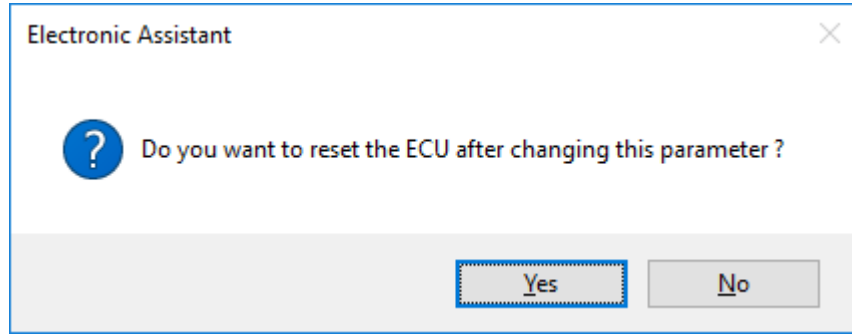 Electronic Assistant
Do you want to reset the ECU after changing this parameter ?
Yes
No